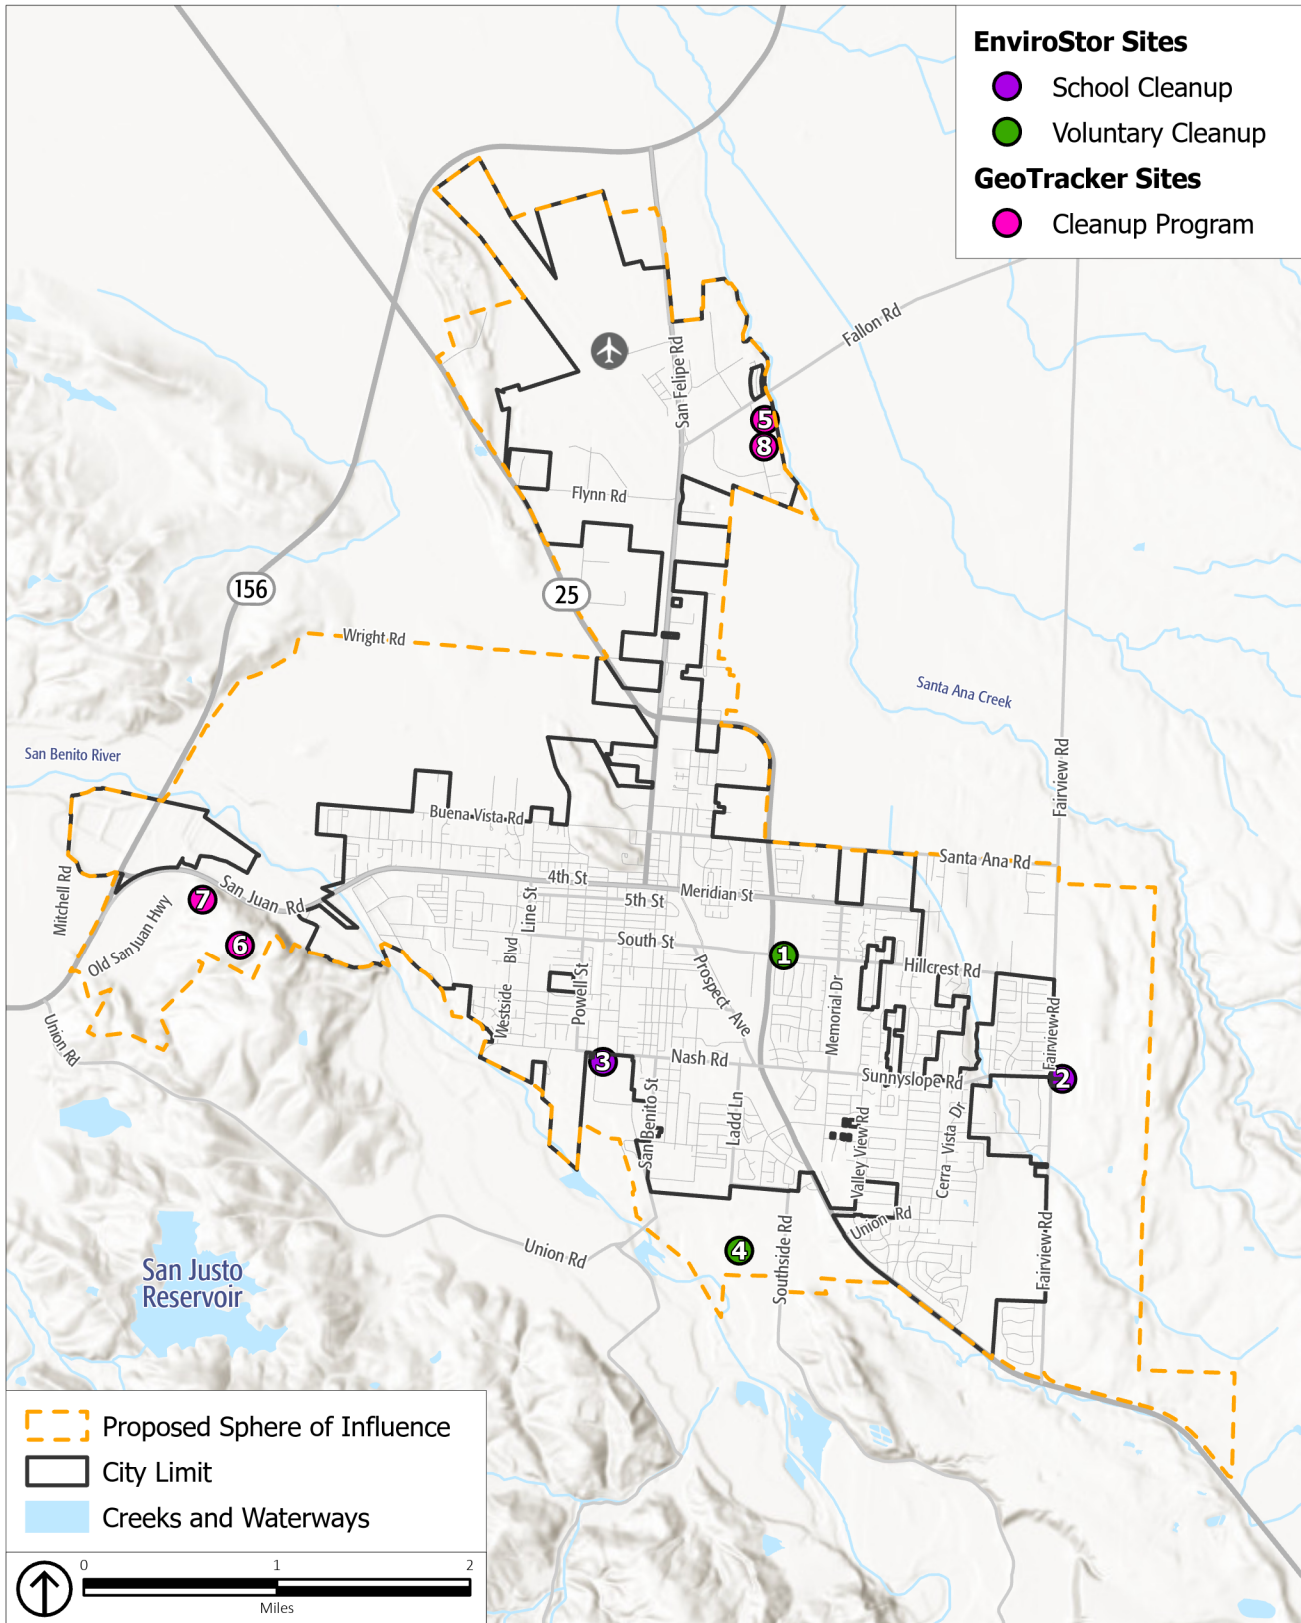 EnviroStor Sites
School Cleanup
Voluntary Cleanup
GeoTracker Sites
Cleanup Program
Fallon Rd
San Felipe Rd
5
8
Flynn Rd
156
25
Wright Rd
Santa Ana Creek
San Benito River
Fairview Rd
Buena Vista Rd
Santa Ana Rd
Mitchell Rd
4th St
Meridian St
5th St
Line St
7
San Juan Rd
Old San Juan Hwy
6
South St
1
Hillcrest Rd
Westside Blvd
Powell St
Prospect Ave
Memorial Dr
Fairview Rd
Union Rd
3
Nash Rd
Sunnyslope Rd
2
San Benito St
Ladd Ln
Valley View Rd
Cerra Vista Dr
Union Rd
Union Rd
4
Southside Rd
Fairview Rd
San Justo
Reservoir
Proposed Sphere of Influence
City Limit
Creeks and Waterways
0 1 2
Miles